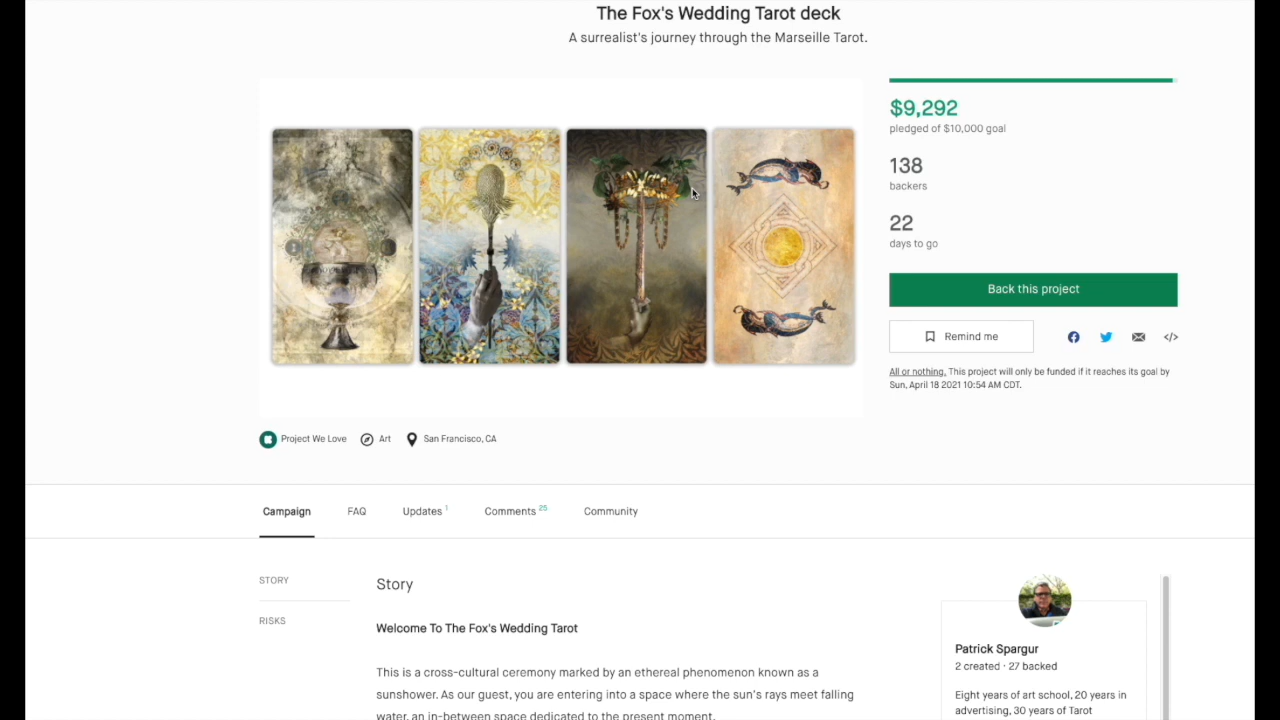 The Fox's Wedding Tarot deck
A surrealist's journey through the Marseille Tarot.
$9,292
pledged of $10,000 goal
138
backers
22
days to go
Back this project
Remind me
All or nothing. This project will only be funded if it reaches its goal by
Sun, April 18 2021 10:54 AM CDT.
Project We Love
Art
San Francisco, CA
Campaign
FAQ
Updates 1
Comments 25
Community
STORY
RISKS
Story
Welcome To The Fox's Wedding Tarot
This is a cross-cultural ceremony marked by an ethereal phenomenon known as a
sunshower. As our guest, you are entering into a space where the sun's rays meet falling
water, an in-between space dedicated to the present moment.
Patrick Spargur
2 created · 27 backed
Eight years of art school, 20 years in
advertising, 30 years of Tarot